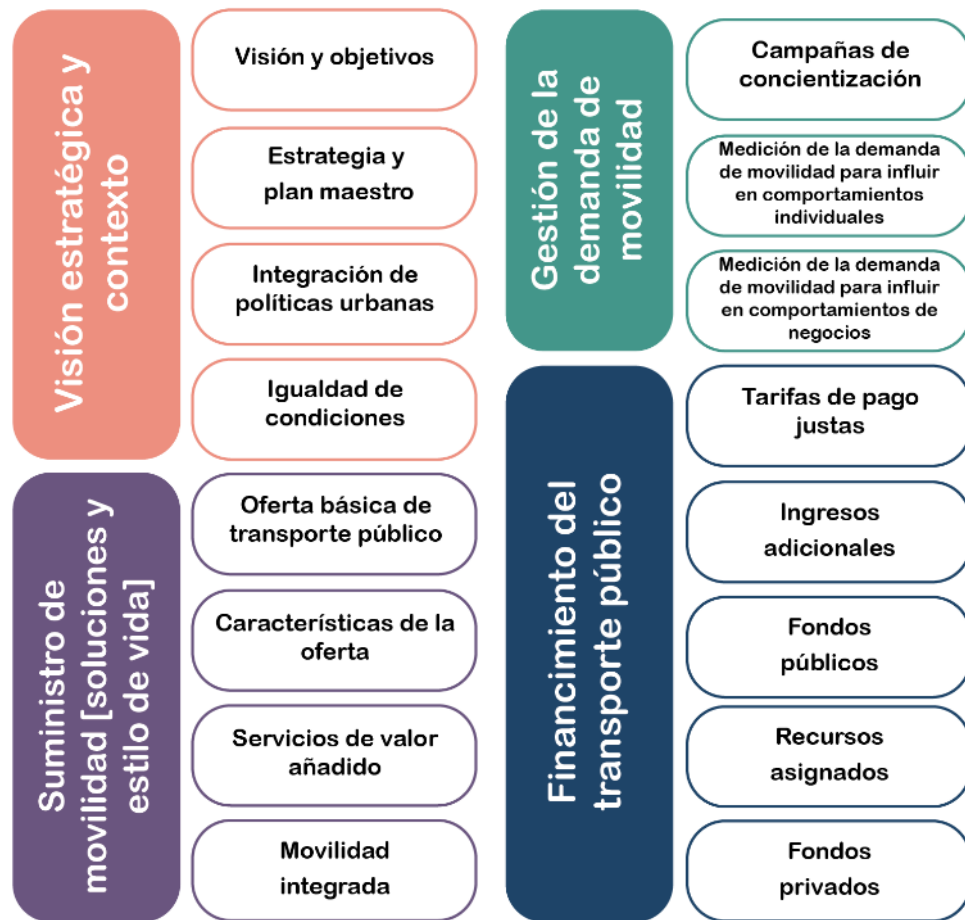 Visión estratégica y
contexto
Visión y objetivos
Estrategia y
plan maestro
Integración de
políticas urbanas
Igualdad de
condiciones
Suministro de
movilidad [soluciones y
estilo de vida]
Oferta básica de
transporte público
Características de la
oferta
Servicios de valor
añadido
Movilidad
integrada
Gestión de la
demanda de
movilidad
Campañas de
concientización
Medición de la demanda
de movilidad para influir
en comportamientos
individuales
Medición de la demanda
de movilidad para influir
en comportamientos de
negocios
Financimiento del
transporte público
Tarifas de pago
justas
Ingresos
adicionales
Fondos
públicos
Recursos
asignados
Fondos
privados